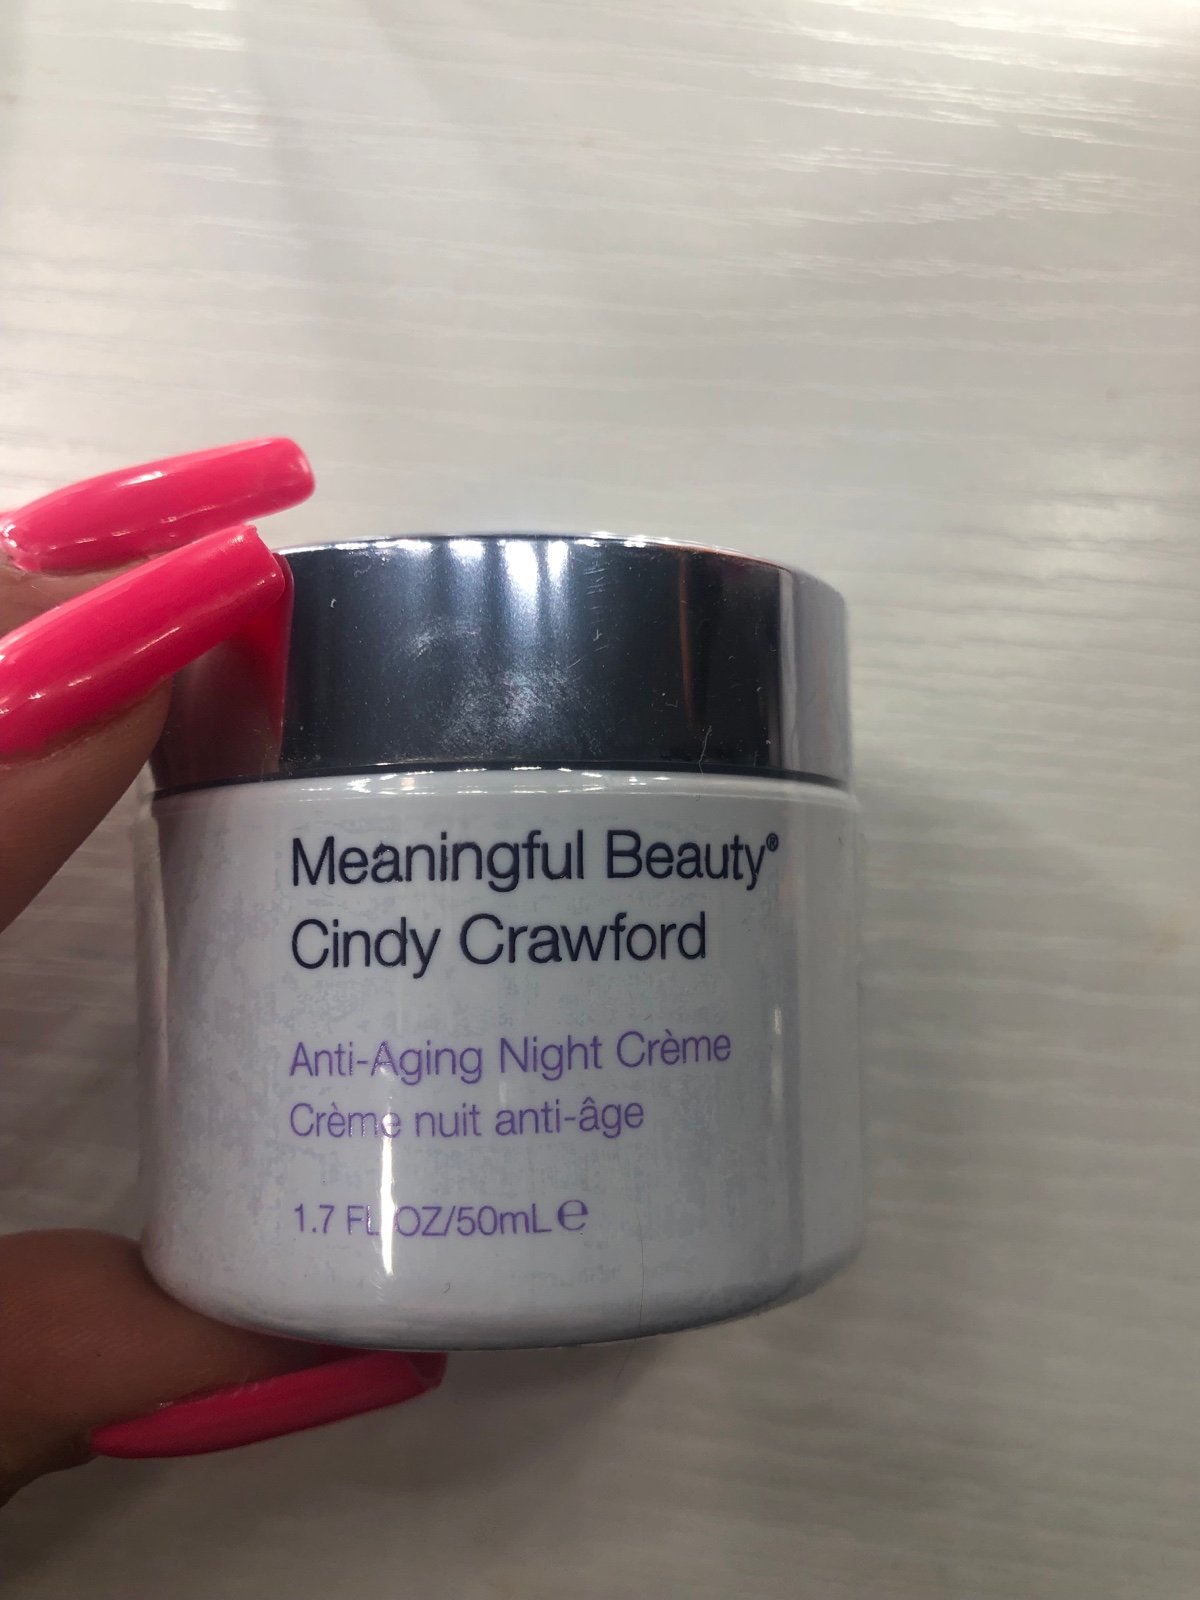 Meaningful Beauty®
Cindy Crawford
Anti-Aging Night Crème
Crème nuit anti-âge
1.7 FL OZ/50mL ℮